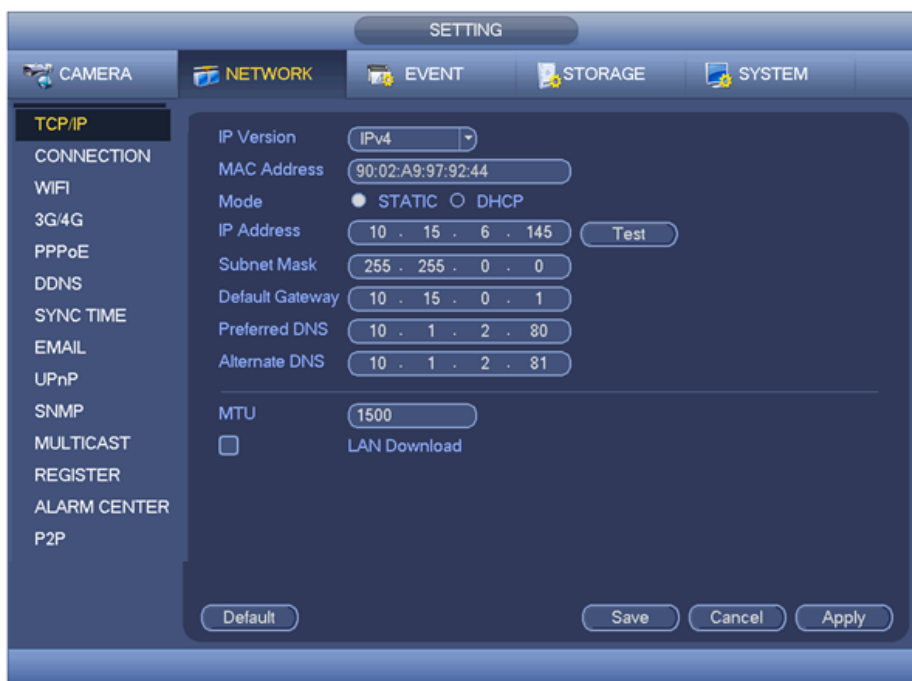 SETTING
CAMERA NETWORK EVENT STORAGE SYSTEM
TCP/IP
CONNECTION
WIFI
3G/4G
PPPoE
DDNS
SYNC TIME
EMAIL
UPnP
SNMP
MULTICAST
REGISTER
ALARM CENTER
P2P
IP Version IPv4
MAC Address 90:02:A9:97:92:44
Mode STATIC DHCP
IP Address 10 . 15 . 6 . 145 Test
Subnet Mask 255 . 255 . 0 . 0
Default Gateway 10 . 15 . 0 . 1
Preferred DNS 10 . 1 . 2 . 80
Alternate DNS 10 . 1 . 2 . 81
MTU 1500
LAN Download
Default Save Cancel Apply